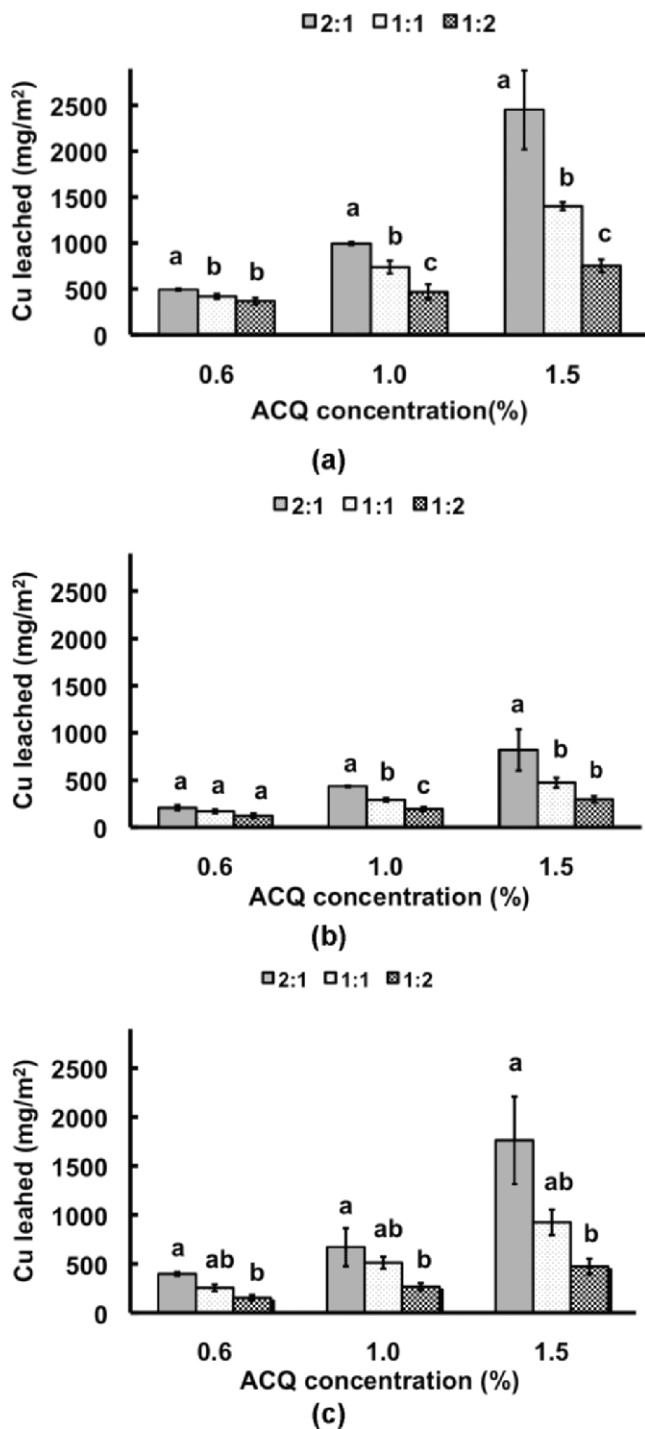 2:1 1:1 1:2
Cu leached (mg/m²)
2500
2000
1500
1000
500
0
a b b
a b c
a b c
0.6 1.0 1.5
ACQ concentration(%)
(a)
2:1 1:1 1:2
Cu leached (mg/m²)
2500
2000
1500
1000
500
0
a a a
a b c
a b b
0.6 1.0 1.5
ACQ concentration (%)
(b)
2:1 1:1 1:2
Cu leahed (mg/m²)
2500
2000
1500
1000
500
0
a ab b
a ab b
a ab b
0.6 1.0 1.5
ACQ concentration (%)
(c)